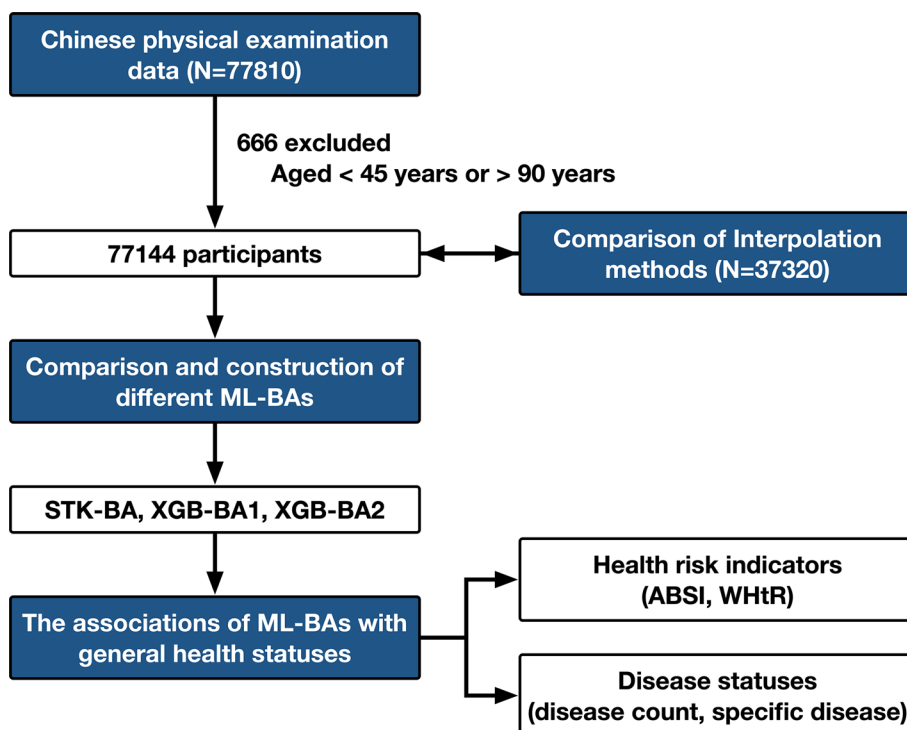 Chinese physical examination
data (N=77810)
666 excluded
Aged < 45 years or > 90 years
77144 participants
Comparison of Interpolation
methods (N=37320)
Comparison and construction of
different ML-BAs
STK-BA, XGB-BA1, XGB-BA2
The associations of ML-BAs with
general health statuses
Health risk indicators
(ABSI, WHtR)
Disease statuses
(disease count, specific disease)